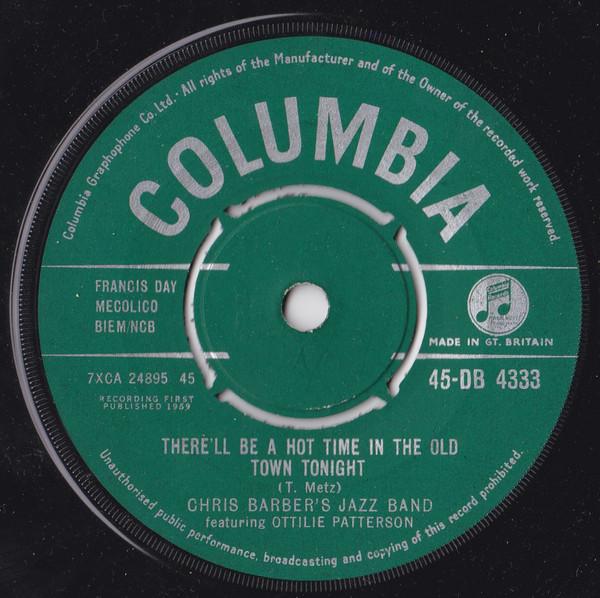 Columbia Graphophone Co. Ltd. · All rights of the Manufacturer and of the Owner of the recorded work reserved.
COLUMBIA
FRANCIS DAY
MECOLICO
BIEM/NCB
MADE IN GT. BRITAIN
7XCA 24895 45
45-DB 4333
RECORDING FIRST
PUBLISHED 1959
THERE'LL BE A HOT TIME IN THE OLD
TOWN TONIGHT
(T. Metz)
CHRIS BARBER'S JAZZ BAND
featuring OTTILIE PATTERSON
Unauthorised public performance, broadcasting and copying of this record prohibited.